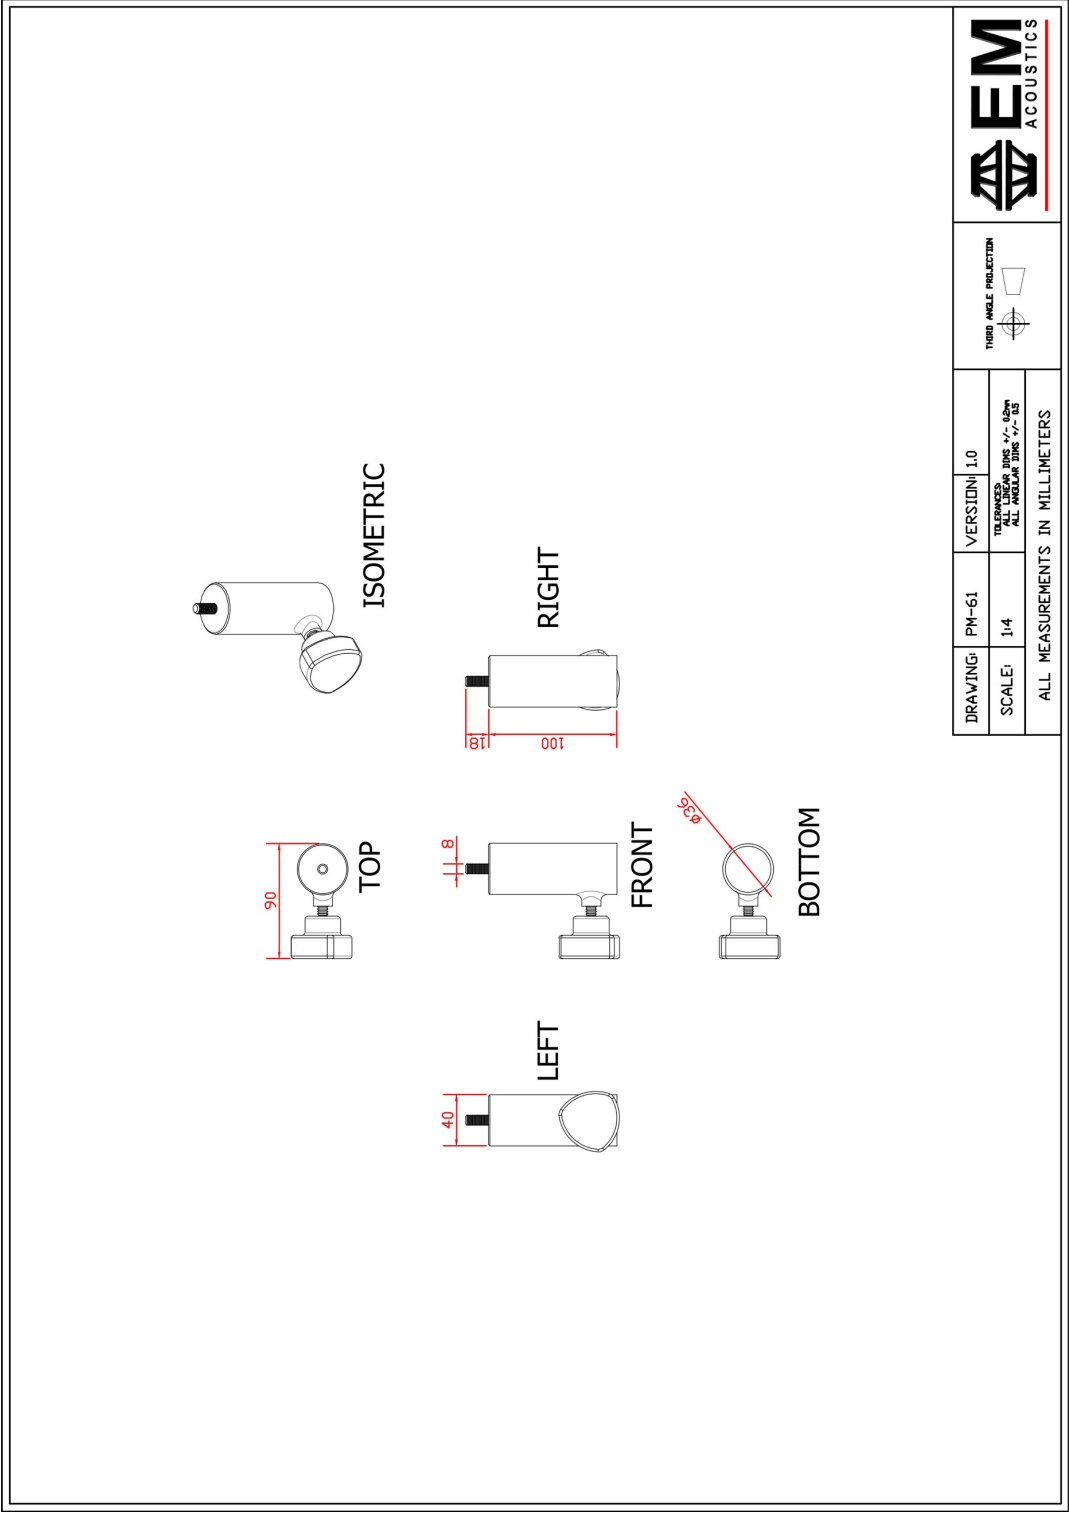 EM
ACOUSTICS
ISOMETRIC
TOP
90
LEFT
40
FRONT
8
RIGHT
18
100
BOTTOM
ø36
DRAWING: PM-61 VERSION: 1.0
SCALE: 1:4
TOLERANCES:
ALL LINEAR DIMS +/- 0.2mm
ALL ANGULAR DIMS +/- 0.5
ALL MEASUREMENTS IN MILLIMETERS
THIRD ANGLE PROJECTION